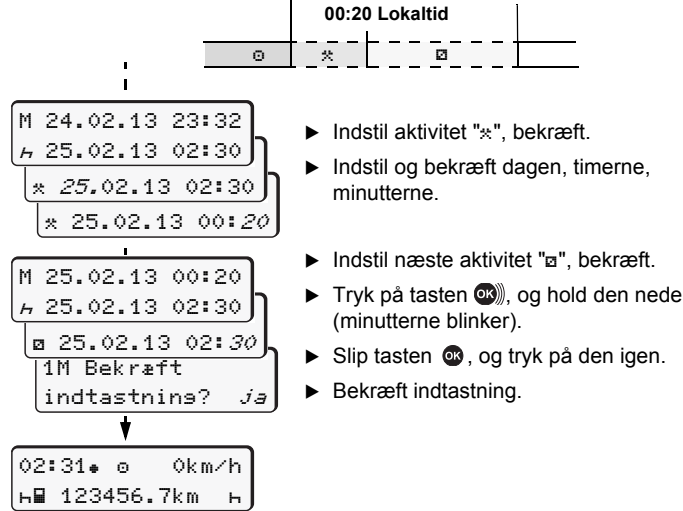 00:20 Lokaltid
M 24.02.13 23:32
25.02.13 02:30
25.02.13 02:30
25.02.13 00:20
▶ Indstil aktivitet "⚒", bekræft.
▶ Indstil og bekræft dagen, timerne,
minutterne.
M 25.02.13 00:20
25.02.13 02:30
25.02.13 02:30
1M Bekræft
indtastning? ja
▶ Indstil næste aktivitet "⧄", bekræft.
▶ Tryk på tasten OK, og hold den nede
(minutterne blinker).
▶ Slip tasten OK, og tryk på den igen.
▶ Bekræft indtastning.
02:31 0km/h
123456.7km